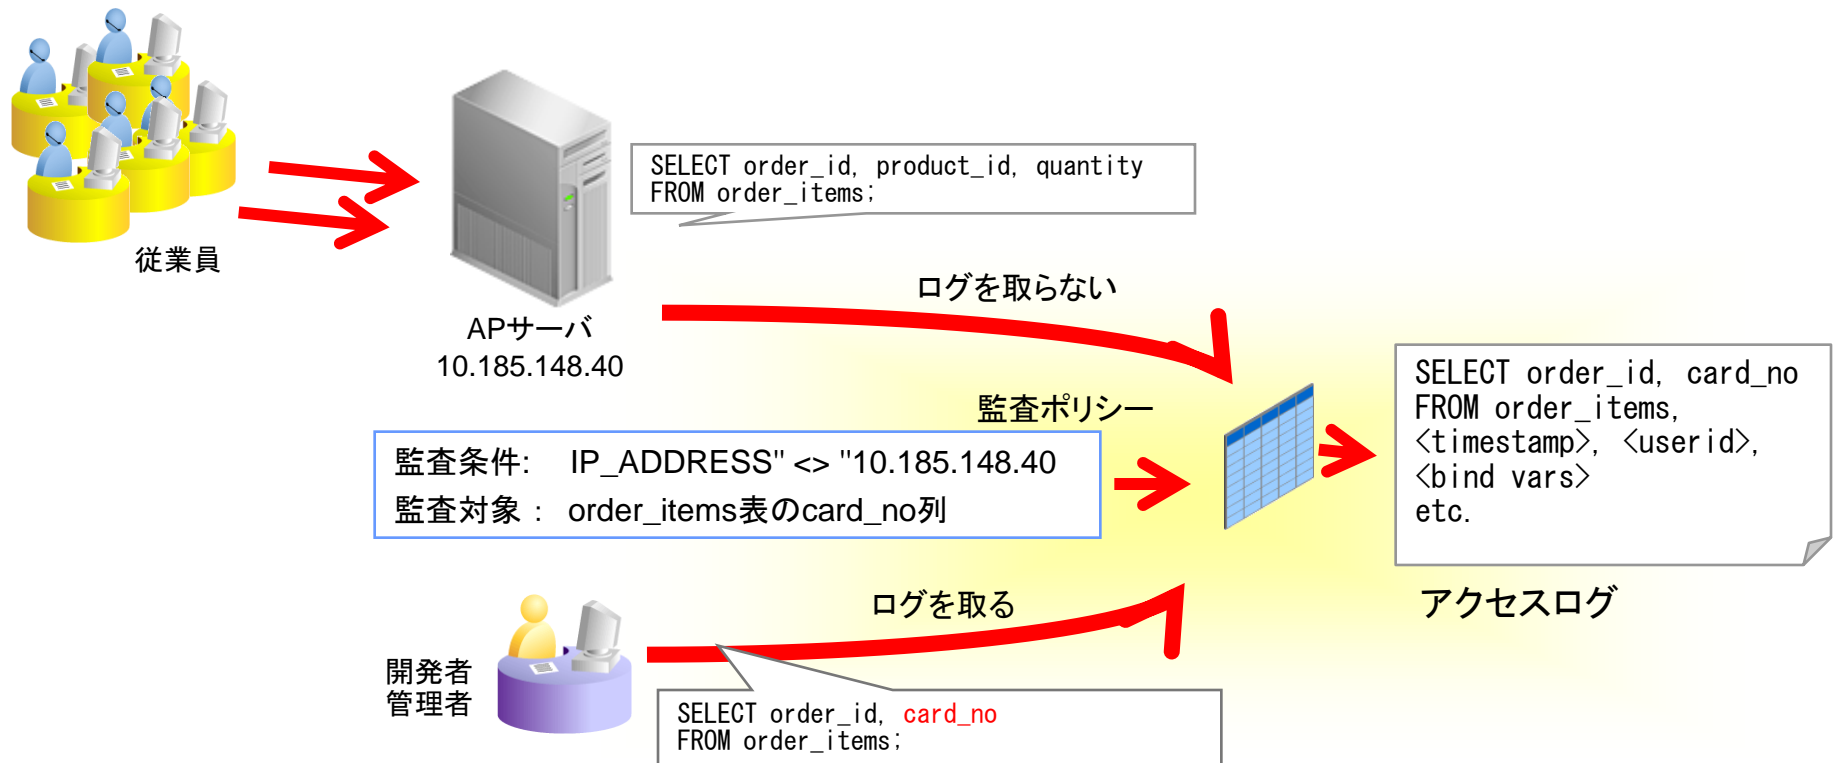 従業員
SELECT order_id, product_id, quantity
FROM order_items;
APサーバ
10.185.148.40
ログを取らない
監査ポリシー
監査条件: IP_ADDRESS" <> "10.185.148.40
監査対象： order_items表のcard_no列
SELECT order_id, card_no
FROM order_items,
<timestamp>, <userid>,
<bind vars>
etc.
アクセスログ
ログを取る
開発者
管理者
SELECT order_id, card_no
FROM order_items;